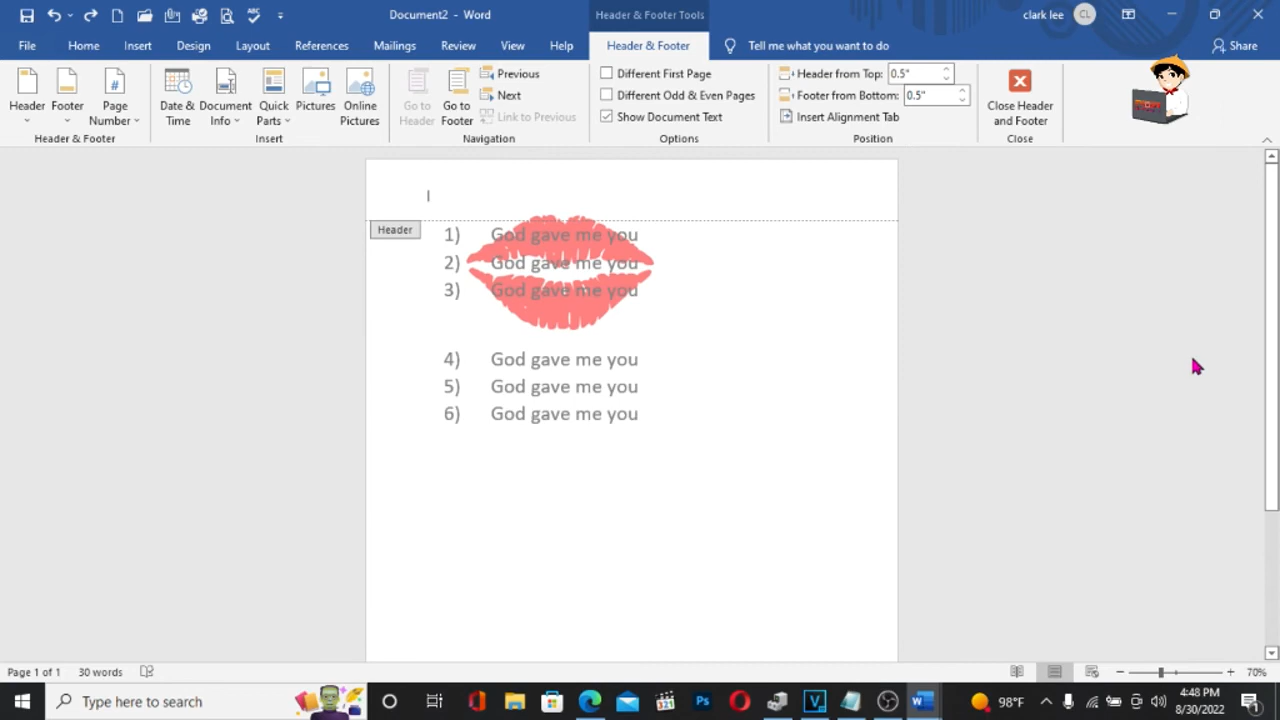 Document2 - Word
Header & Footer Tools
clark lee
CL
File
Home
Insert
Design
Layout
References
Mailings
Review
View
Help
Header & Footer
Tell me what you want to do
Share
Header
Footer
Page Number
Header & Footer
Date & Time
Document Info
Quick Parts
Pictures
Online Pictures
Insert
Go to Header
Go to Footer
Previous
Next
Link to Previous
Navigation
Different First Page
Different Odd & Even Pages
Show Document Text
Options
Header from Top: 0.5"
Footer from Bottom: 0.5"
Insert Alignment Tab
Position
Close Header and Footer
Close
Header
1) God gave me you
2) God gave me you
3) God gave me you
4) God gave me you
5) God gave me you
6) God gave me you
Page 1 of 1
30 words
70%
Type here to search
98°F
4:48 PM
8/30/2022